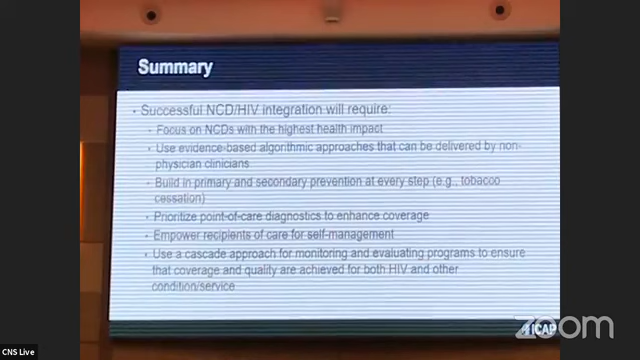 Summary
• Successful NCD/HIV integration will require:
• Focus on NCDs with the highest health impact
• Use evidence-based algorithmic approaches that can be delivered by non-
physician clinicians
• Build in primary and secondary prevention at every step (e.g., tobacco
cessation)
• Prioritize point-of-care diagnostics to enhance coverage
• Empower recipients of care for self-management
• Use a cascade approach for monitoring and evaluating programs to ensure
that coverage and quality are achieved for both HIV and other
condition/service
ICAP
zoom
CNS Live